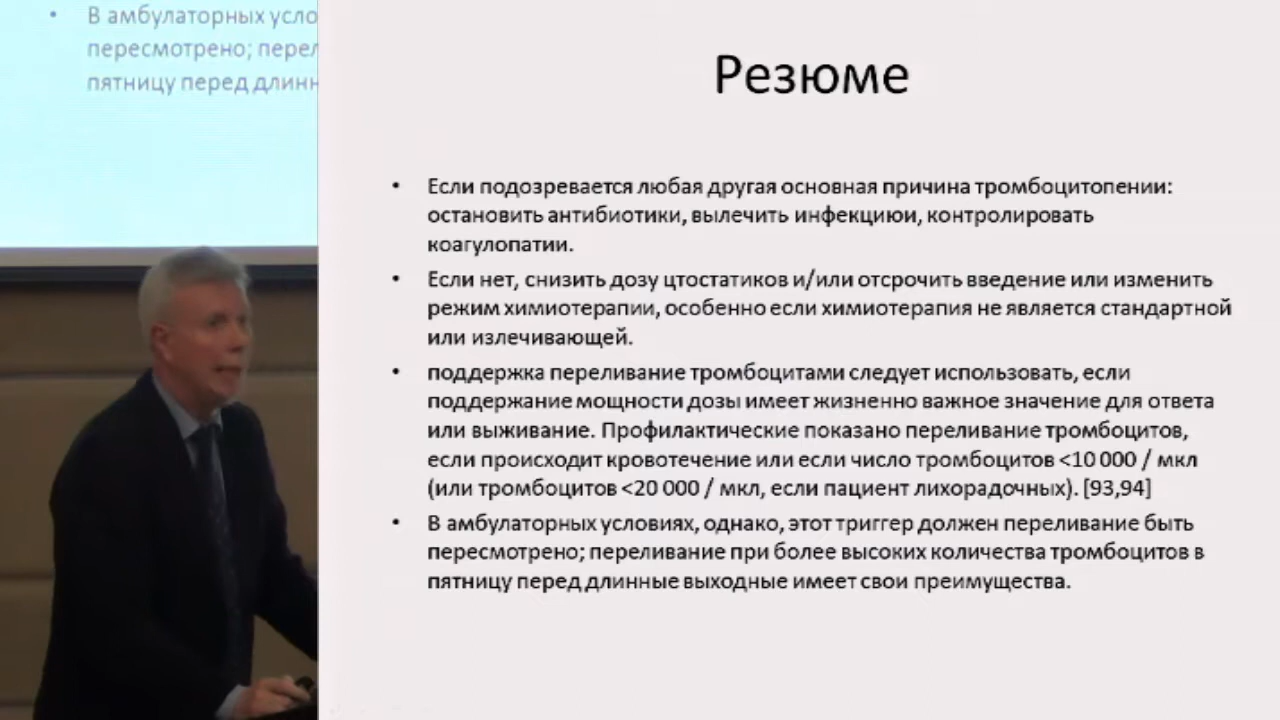 В амбулаторных усло
пересмотрено; перел
пятницу перед длинн
Резюме
• Если подозревается любая другая основная причина тромбоцитопении:
остановить антибиотики, вылечить инфекциюи, контролировать
коагулопатии.
• Если нет, снизить дозу цтостатиков и/или отсрочить введение или изменить
режим химиотерапии, особенно если химиотерапия не является стандартной
или излечивающей.
• поддержка переливание тромбоцитами следует использовать, если
поддержание мощности дозы имеет жизненно важное значение для ответа
или выживание. Профилактические показано переливание тромбоцитов,
если происходит кровотечение или если число тромбоцитов <10 000 / мкл
(или тромбоцитов <20 000 / мкл, если пациент лихорадочных). [93,94]
• В амбулаторных условиях, однако, этот триггер должен переливание быть
пересмотрено; переливание при более высоких количества тромбоцитов в
пятницу перед длинные выходные имеет свои преимущества.